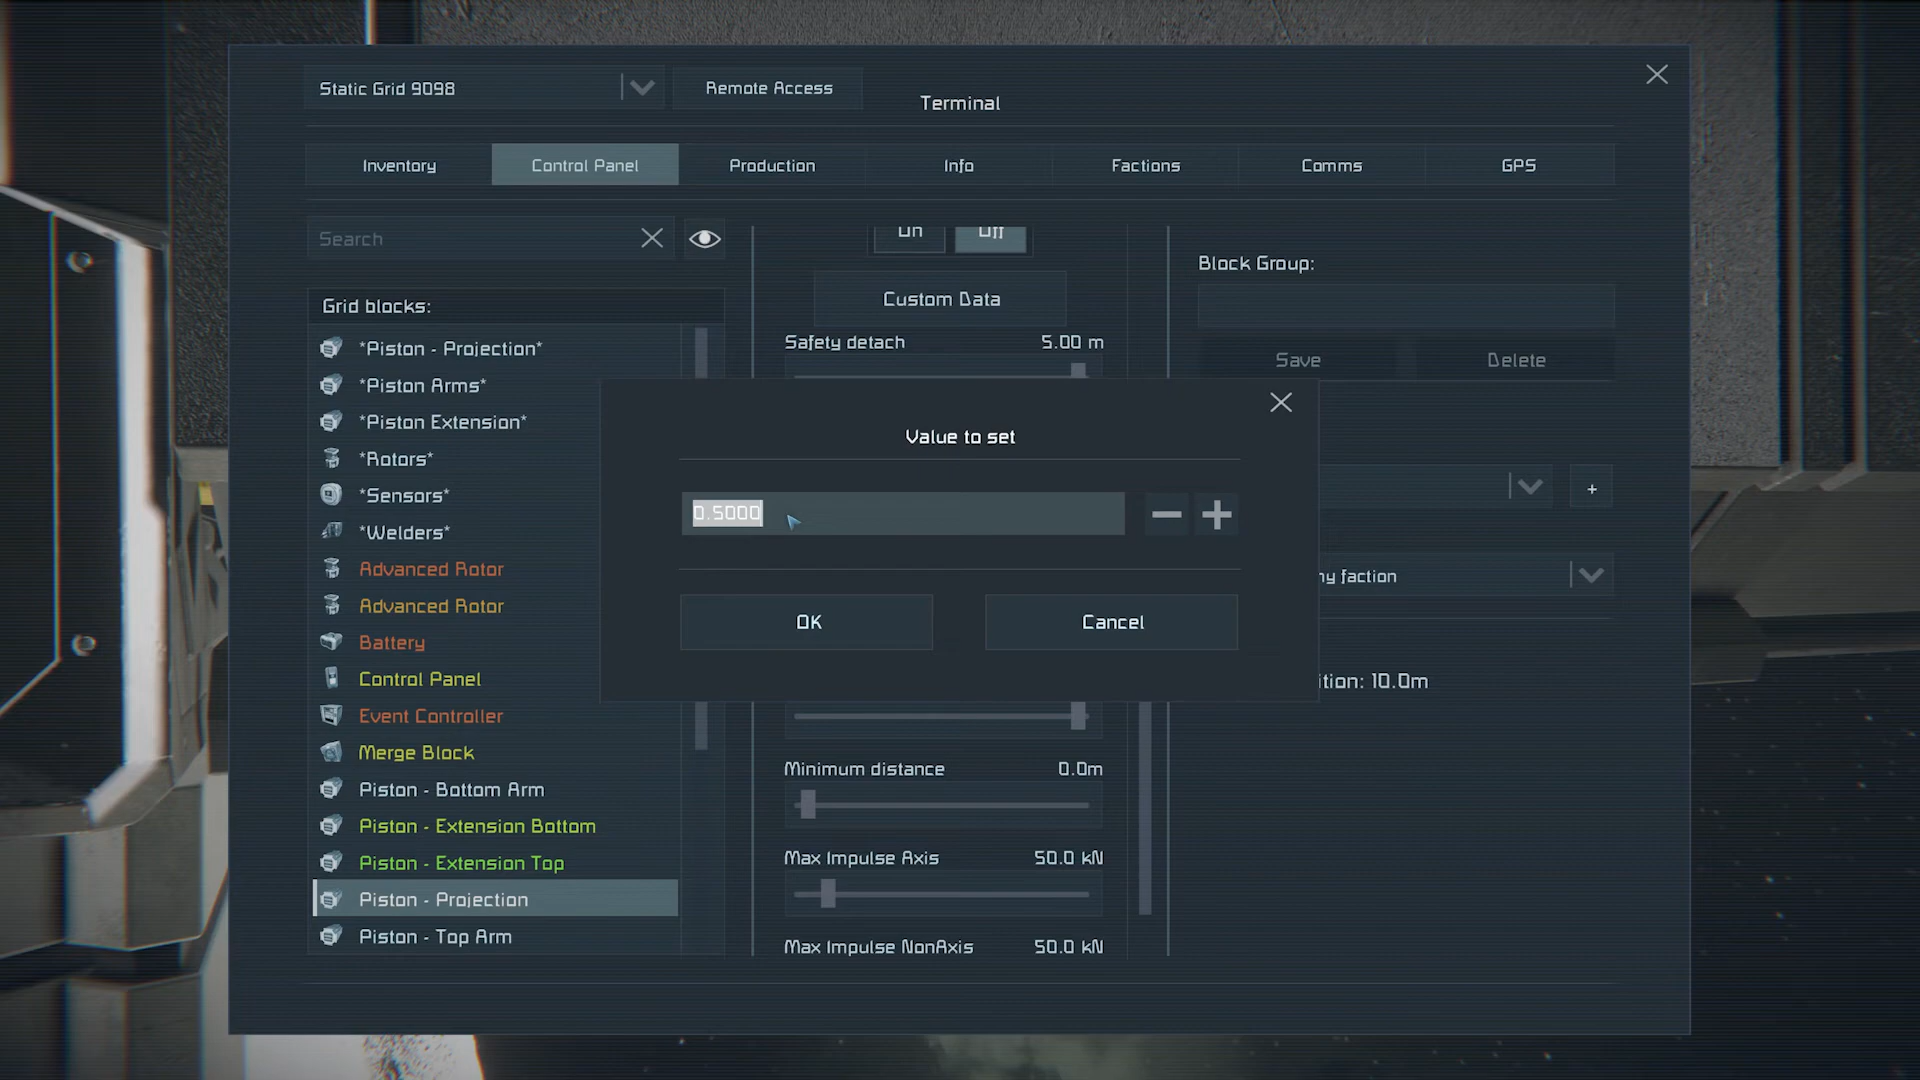 Static Grid 9098
Remote Access
Terminal
Inventory
Control Panel
Production
Info
Factions
Comms
GPS
Search
Grid blocks:
*Piston - Projection*
*Piston Arms*
*Piston Extension*
*Rotors*
*Sensors*
*Welders*
Advanced Rotor
Advanced Rotor
Battery
Control Panel
Event Controller
Merge Block
Piston - Bottom Arm
Piston - Extension Bottom
Piston - Extension Top
Piston - Projection
Piston - Top Arm
On
Off
Custom Data
Safety detach 5.00 m
Value to set
0.5000
OK
Cancel
Minimum distance 0.0m
Max Impulse Axis 50.0 kN
Max Impulse NonAxis 50.0 kN
Block Group:
Save
Delete
+
faction
10.0m